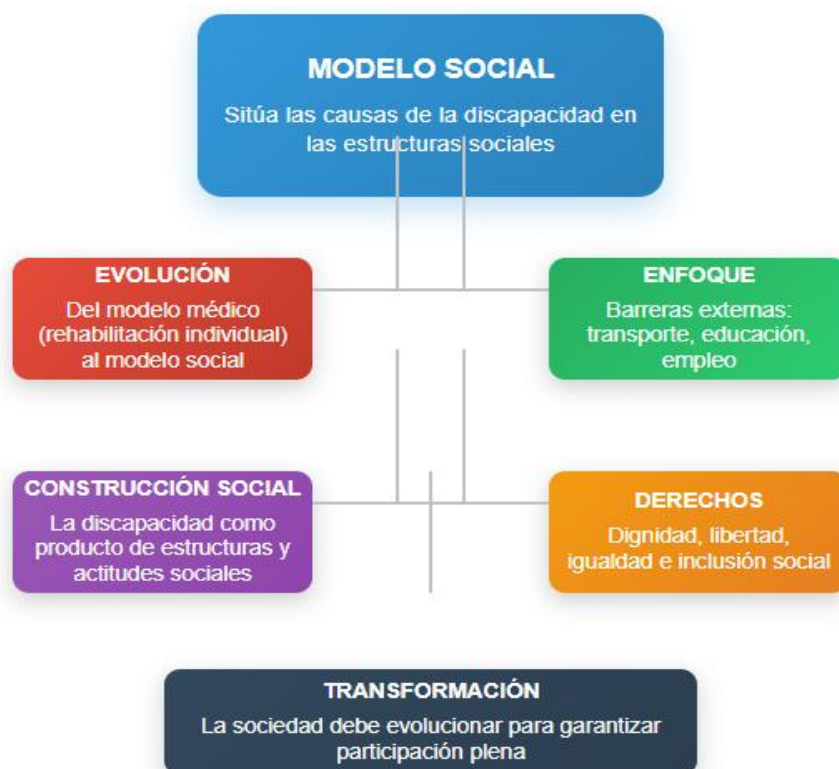 MODELO SOCIAL
Sitúa las causas de la discapacidad en
las estructuras sociales
EVOLUCIÓN
Del modelo médico
(rehabilitación individual)
al modelo social
ENFOQUE
Barreras externas:
transporte, educación,
empleo
CONSTRUCCIÓN SOCIAL
La discapacidad como
producto de estructuras y
actitudes sociales
DERECHOS
Dignidad, libertad,
igualdad e inclusión social
TRANSFORMACIÓN
La sociedad debe evolucionar para garantizar
participación plena